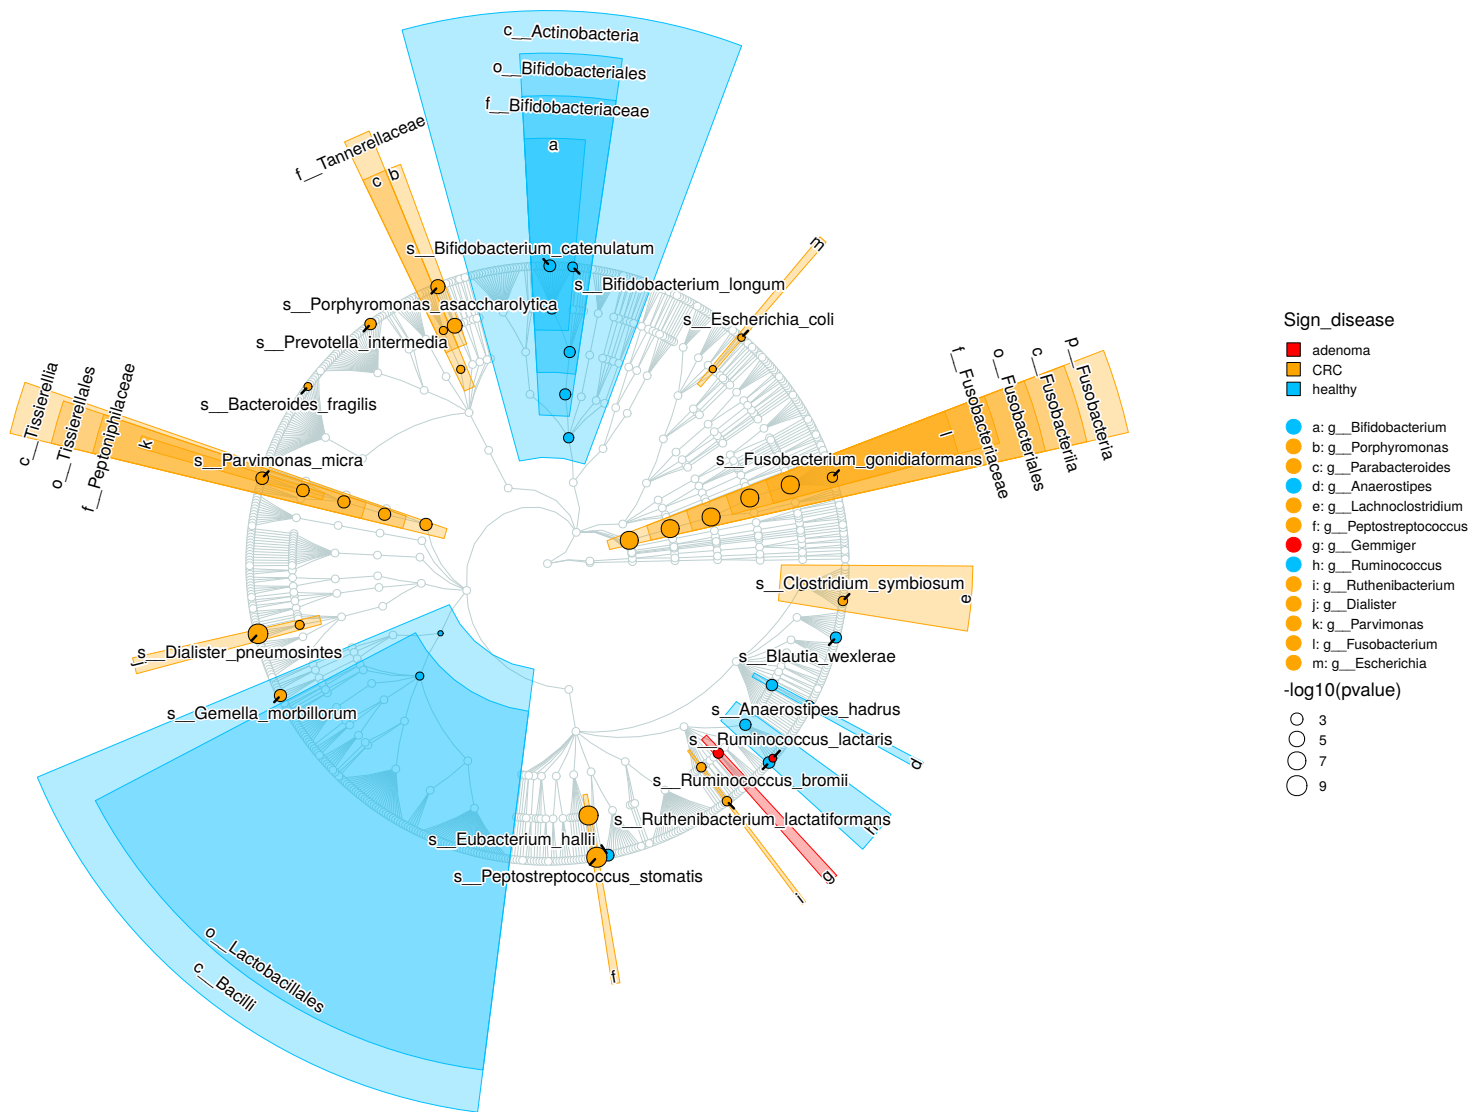 c__Actinobacteria
o__Bifidobacteriales
f__Bifidobacteriaceae
a
f__Tannerellaceae
c
b
s__Bifidobacterium_catenulatum
m
s__Bifidobacterium_longum
s__Porphyromonas_asaccharolytica
s__Escherichia_coli
s__Prevotella_intermedia
s__Bacteroides_fragilis
c__Tissierellia
o__Tissierellales
f__Peptoniphilaceae
k
s__Parvimonas_micra
l
s__Fusobacterium_gonidiaformans
f__Fusobacteriaceae
o__Fusobacteriales
c__Fusobacteriia
p__Fusobacteria
s__Clostridium_symbiosum
e
s__Dialister_pneumosintes
s__Blautia_wexlerae
s__Gemella_morbillorum
s__Anaerostipes_hadrus
s__Ruminococcus_lactaris
d
s__Ruminococcus_bromii
s__Ruthenibacterium_lactatiformans
h
s__Eubacterium_hallii
s__Peptostreptococcus_stomatis
g
i
f
o__Lactobacillales
c__Bacilli
Sign_disease
adenoma
CRC
healthy
a: g__Bifidobacterium
b: g__Porphyromonas
c: g__Parabacteroides
d: g__Anaerostipes
e: g__Lachnoclostridium
f: g__Peptostreptococcus
g: g__Gemmiger
h: g__Ruminococcus
i: g__Ruthenibacterium
j: g__Dialister
k: g__Parvimonas
l: g__Fusobacterium
m: g__Escherichia
-log10(pvalue)
3
5
7
9